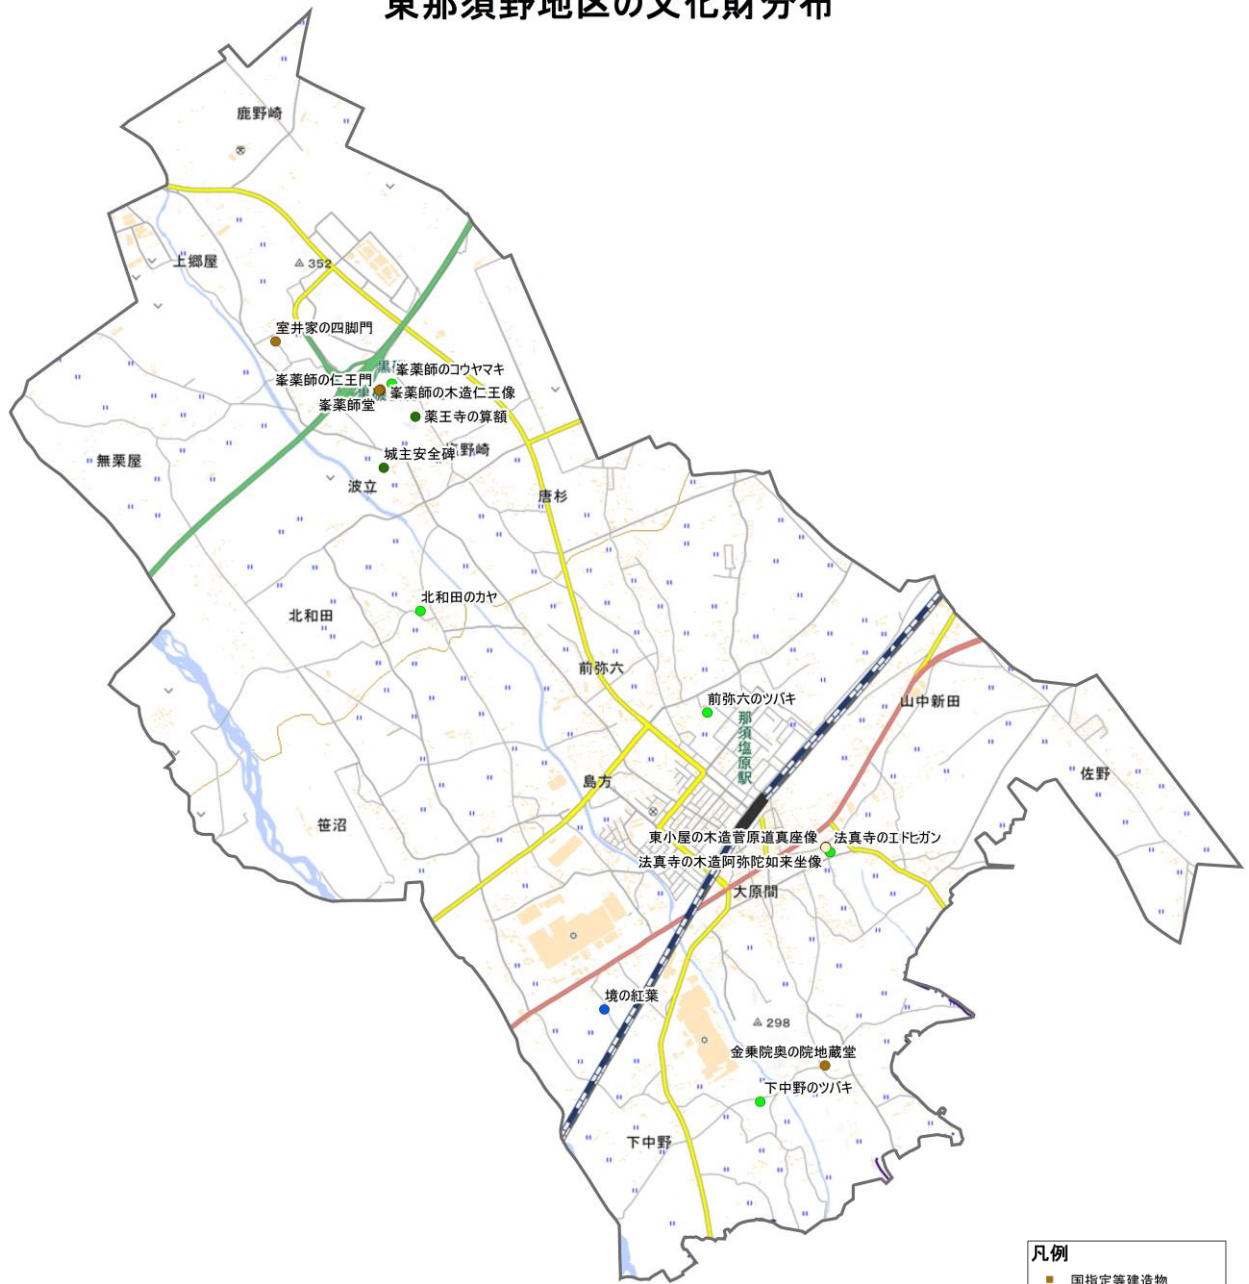 東那須野地区の文化財分布
鹿野崎
上郷屋
352
室井家の四脚門
峯薬師のコウヤマキ
峯薬師の仁王門
峯薬師の木造仁王像
峯薬師堂
薬王寺の算額
城主安全碑
野崎
無栗屋
波立
唐杉
北和田のカヤ
北和田
前弥六
前弥六のツバキ
山中新田
那須塩原駅
佐野
島方
笹沼
東小屋の木造菅原道真座像
法真寺のエドヒガン
法真寺の木造阿弥陀如来坐像
大原間
境の紅葉
298
金乗院奥の院地蔵堂
下中野のツバキ
下中野
凡例
国指定等建造物